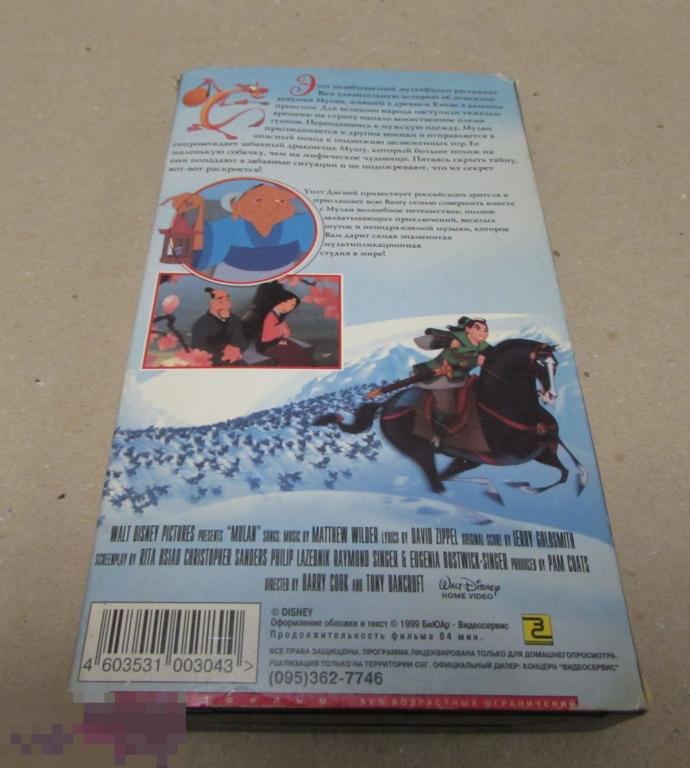 Этот незабываемый мультфильм расскажет
Вам удивительную историю об отважной
девушке Мулан, жившей в древнем Китае в далеком
прошлом. Для великого народа наступили тяжелые
времена: на страну напало воинственное племя
гуннов. Переодевшись в мужскую одежду, Мулан
присоединяется к другим воинам и отправляется в
опасный поход к подножию заснеженных гор. Ее
сопровождает забавный дракончик Мушу, который больше похож на
маленькую собачку, чем на мифическое чудовище. Пытаясь скрыть тайну,
они попадают в забавные ситуации и не подозревают, что их секрет
вот-вот раскроется!
Уолт Дисней приветствует российского зрителя и
приглашает всю Вашу семью совершить вместе
с Мулан волшебное путешествие, полное
захватывающих приключений, веселых
шуток и неподражаемой музыки, которое
Вам дарит самая знаменитая
мультипликационная
студия в мире!
WALT DISNEY PICTURES PRESENTS "MULAN" SONGS: MUSIC BY MATTHEW WILDER LYRICS BY DAVID ZIPPEL ORIGINAL SCORE BY JERRY GOLDSMITH
SCREENPLAY BY RITA HSIAO CHRISTOPHER SANDERS PHILIP LAZEBNIK RAYMOND SINGER & EUGENIA BOSTWICK-SINGER PRODUCED BY PAM COATS
DIRECTED BY BARRY COOK AND TONY BANCROFT Walt Disney
HOME VIDEO
© DISNEY
Оформление обложки и текст © 1999 БиЮАр - Видеосервис
Продолжительность фильма 84 мин.
ВСЕ ПРАВА ЗАЩИЩЕНЫ, ПРОГРАММА ЛИЦЕНЗИРОВАНА ТОЛЬКО ДЛЯ ДОМАШНЕГО ПРОСМОТРА.
РЕАЛИЗАЦИЯ ТОЛЬКО НА ТЕРРИТОРИИ СНГ. ОФИЦИАЛЬНЫЙ ДИЛЕР: КОНЦЕРН "ВИДЕОСЕРВИС"
(095)362-7746
4 603531 003043 >
ТФИЛЬМ БЕЗ ВОЗРАСТНЫХ ОГРАНИЧЕНИЙ